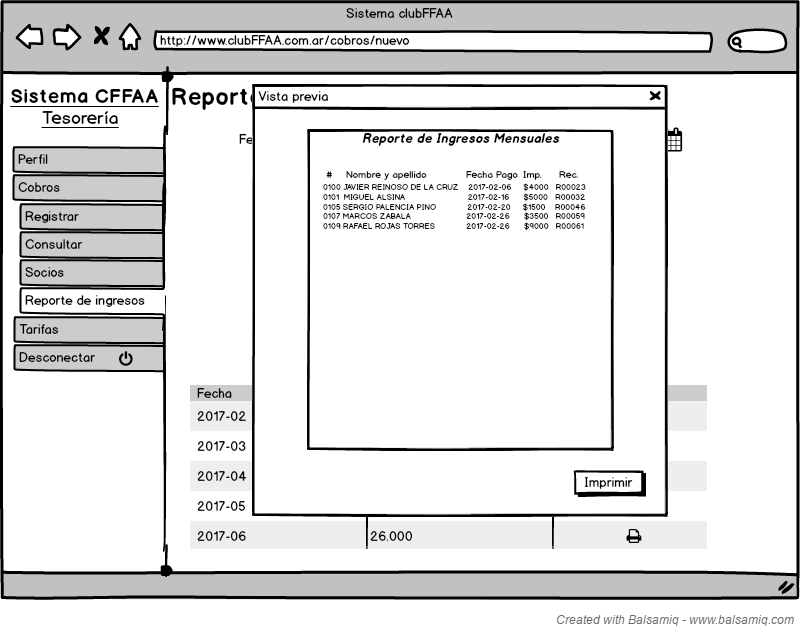 Sistema clubFFAA
http://www.clubFFAA.com.ar/cobros/nuevo
Sistema CFFAA
Tesorería
Perfil
Cobros
Registrar
Consultar
Socios
Reporte de ingresos
Tarifas
Desconectar
Report
Fe
Vista previa
Reporte de Ingresos Mensuales
# Nombre y apellido Fecha Pago Imp. Rec.
0100 JAVIER REINOSO DE LA CRUZ 2017-02-06 $4000 R00023
0101 MIGUEL ALSINA 2017-02-16 $5000 R00032
0105 SERGIO PALENCIA PINO 2017-02-20 $1500 R00046
0107 MARCOS ZABALA 2017-02-26 $3500 R00059
0109 RAFAEL ROJAS TORRES 2017-02-26 $9000 R00061
Imprimir
Fecha
2017-02
2017-03
2017-04
2017-05
2017-06 26.000
Created with Balsamiq - www.balsamiq.com